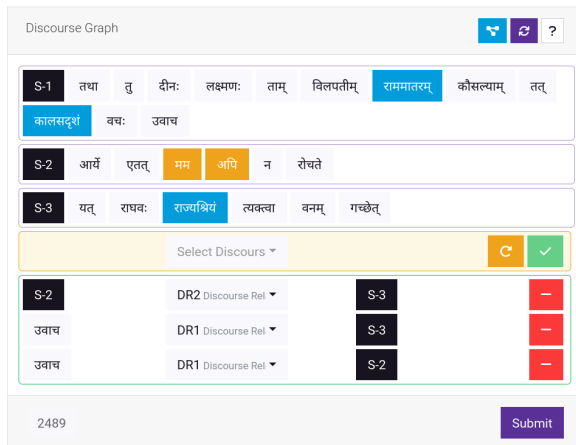 Discourse Graph ?
S-1 तथा तु दीनः लक्ष्मणः ताम् विलपतीम् राममातरम् कौसल्याम् तत्
कालसदृशं वचः उवाच
S-2 आर्ये एतत् मम अपि न रोचते
S-3 यत् राघवः राज्यश्रियं त्यक्त्वा वनम् गच्छेत्
Select Discours
S-2 DR2 Discourse Rel S-3
उवाच DR1 Discourse Rel S-3
उवाच DR1 Discourse Rel S-2
2489 Submit